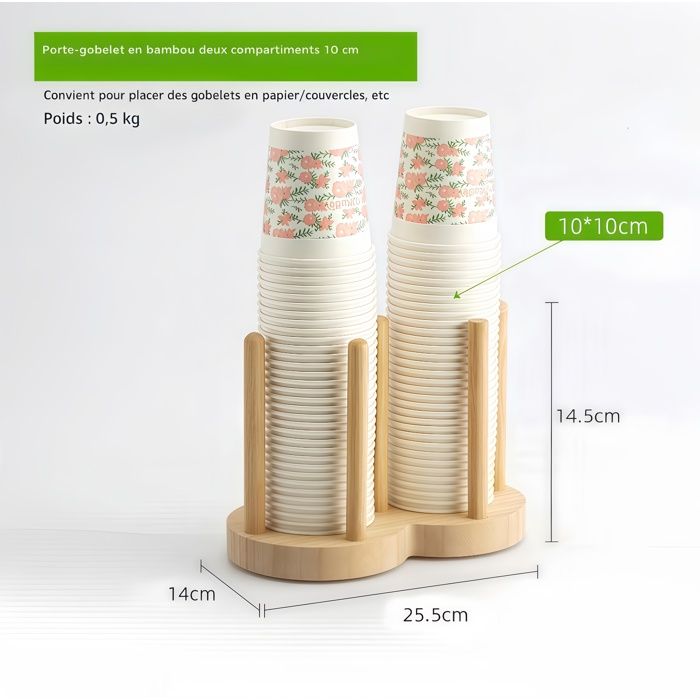 Porte-gobelet en bambou deux compartiments 10 cm
Convient pour placer des gobelets en papier/couvercles, etc
Poids : 0,5 kg
10*10cm
14.5cm
14cm
25.5cm